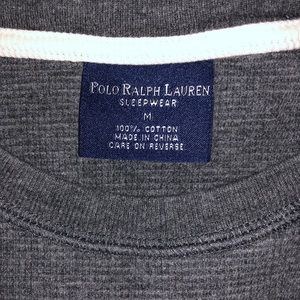 POLO RALPH LAUREN
SLEEPWEAR
M
100% COTTON
MADE IN CHINA
CARE ON REVERSE